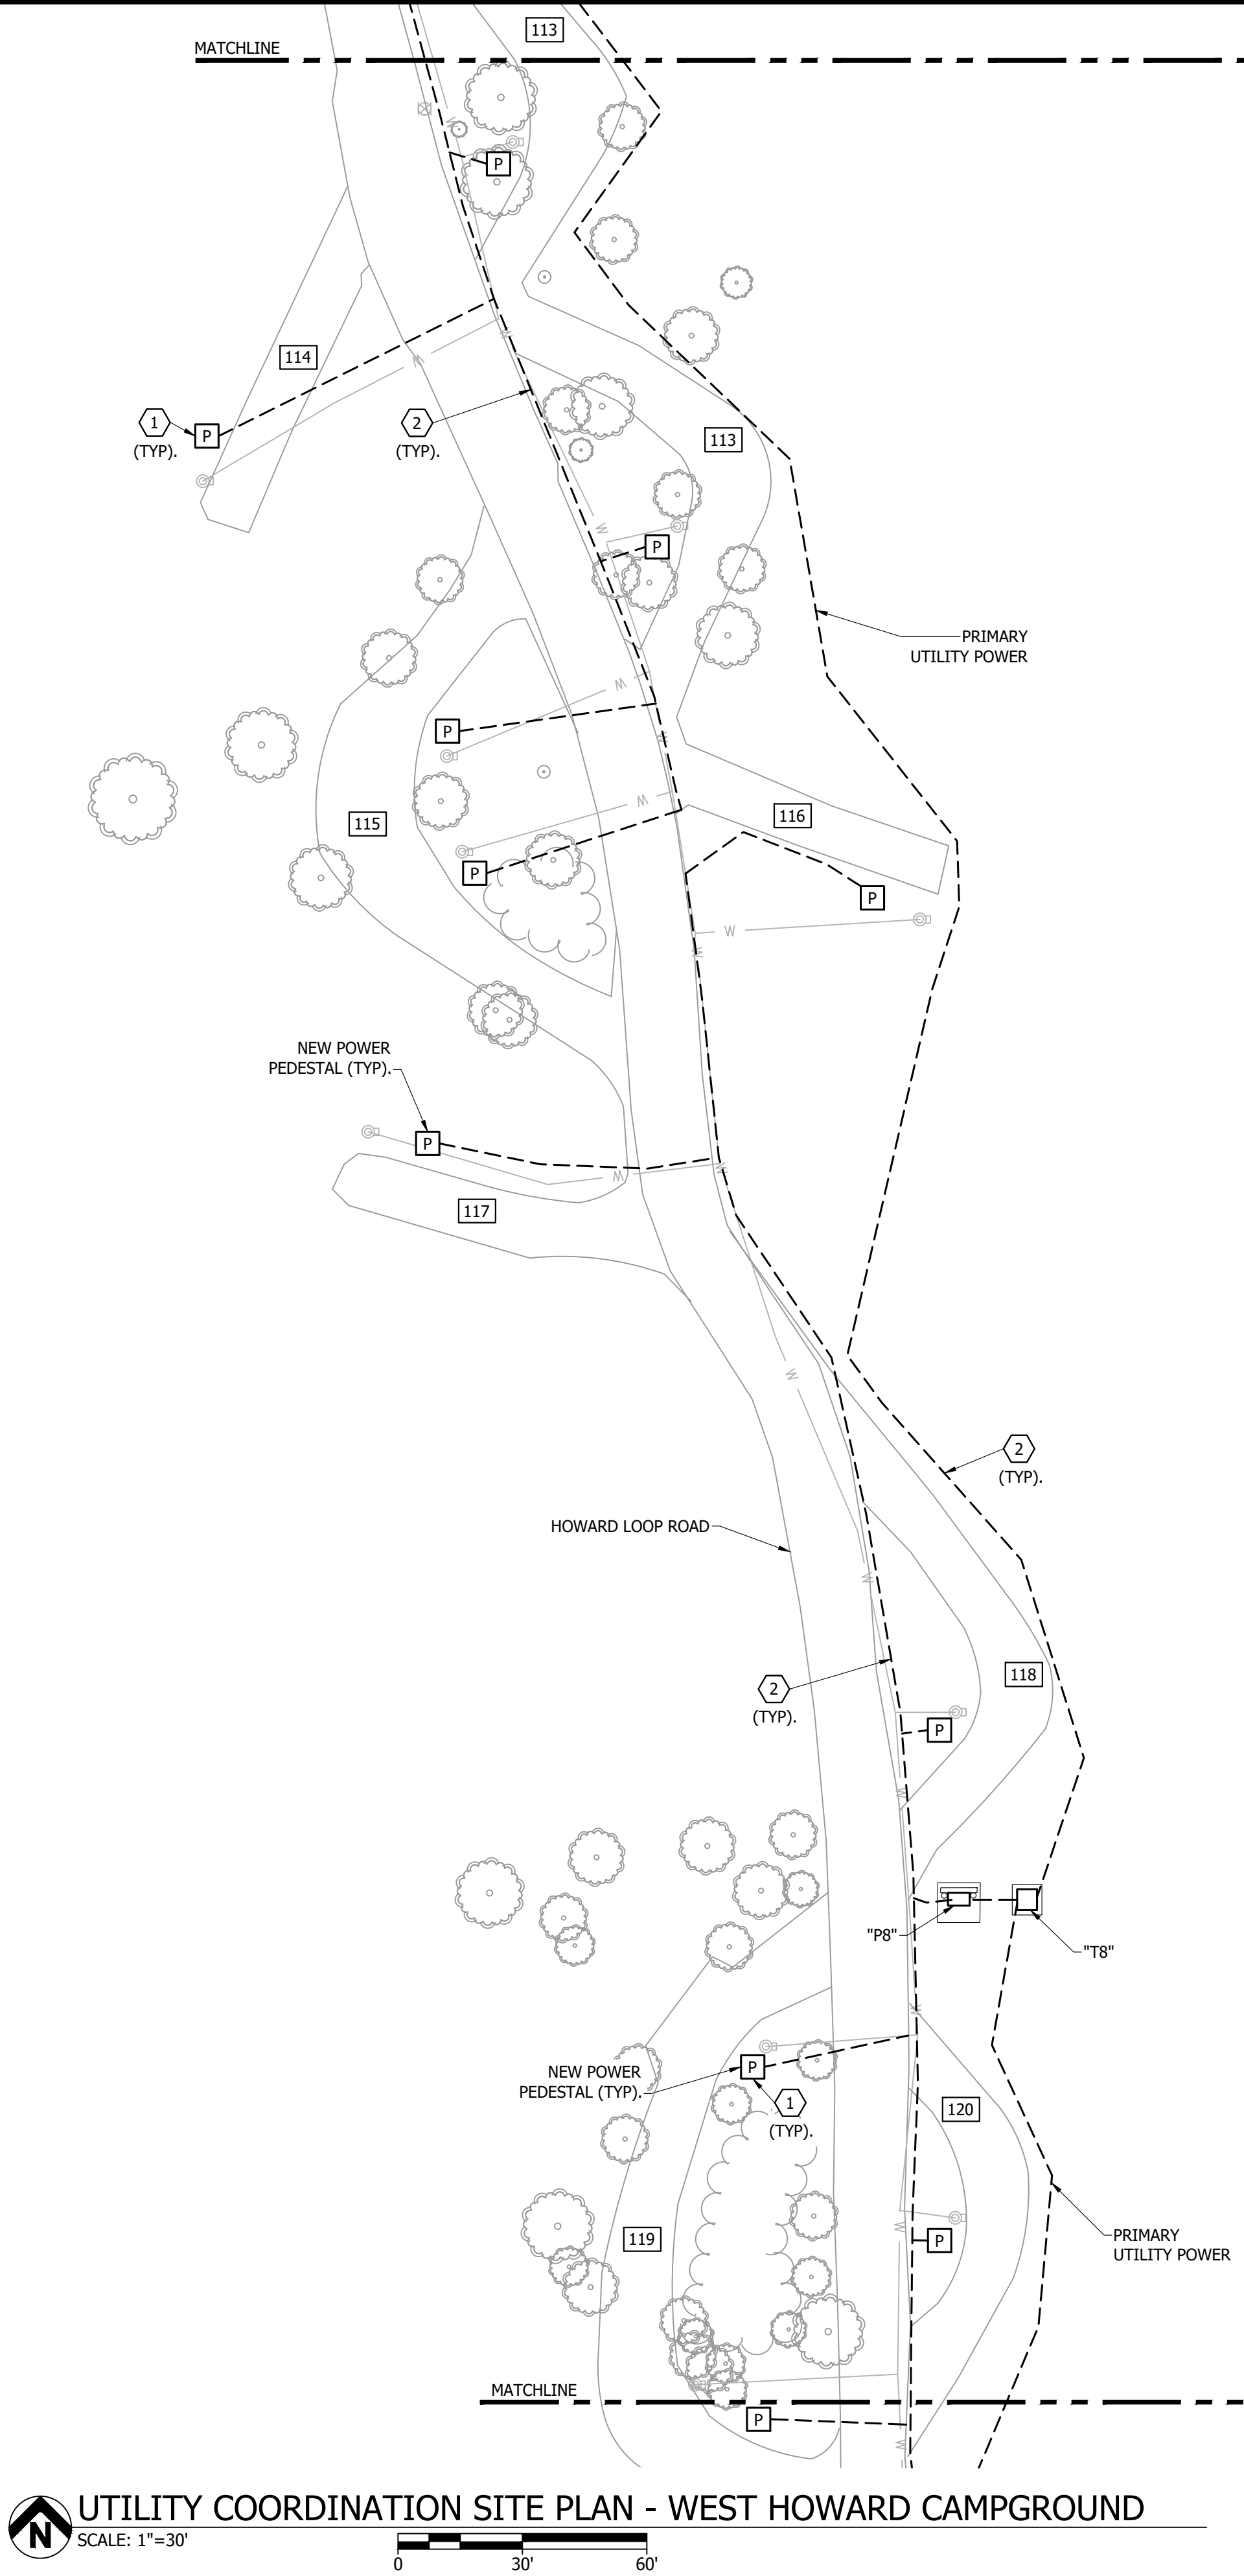 113
MATCHLINE
W
P
114
W
W
1
(TYP).
P
2
(TYP).
113
W
P
PRIMARY
UTILITY POWER
W
P
W
W
115
116
P
P
W
W
NEW POWER
PEDESTAL (TYP).
P
W
W
117
W
2
(TYP).
HOWARD LOOP ROAD
W
118
2
(TYP).
P
W
"P8"
"T8"
W
NEW POWER
PEDESTAL (TYP).
P
1
(TYP).
120
119
W
P
PRIMARY
UTILITY POWER
MATCHLINE
P
W
N
UTILITY COORDINATION SITE PLAN - WEST HOWARD CAMPGROUND
SCALE: 1"=30'
0 30' 60'